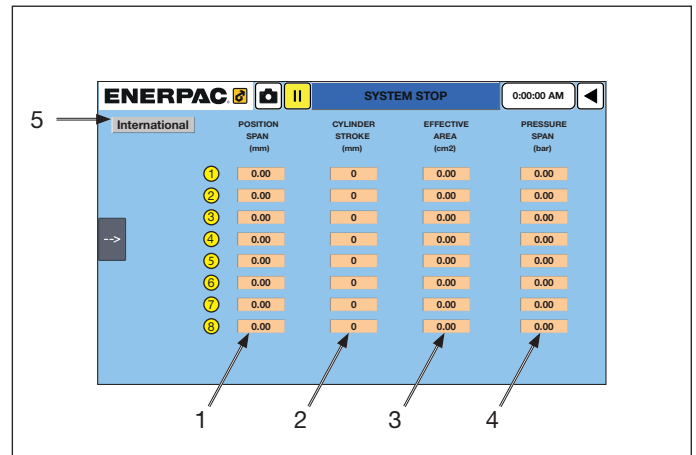 ENERPAC SYSTEM STOP 0:00:00 AM
5
International
POSITION SPAN (mm)
CYLINDER STROKE (mm)
EFFECTIVE AREA (cm2)
PRESSURE SPAN (bar)
1 0.00 0 0.00 0.00
2 0.00 0 0.00 0.00
3 0.00 0 0.00 0.00
--> 4 0.00 0 0.00 0.00
5 0.00 0 0.00 0.00
6 0.00 0 0.00 0.00
7 0.00 0 0.00 0.00
8 0.00 0 0.00 0.00
1 2 3 4